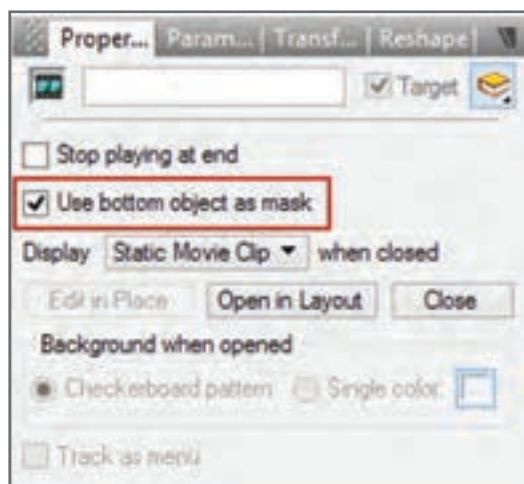 Proper... Param... Transf... Reshape
Target
Stop playing at end
Use bottom object as mask
Display Static Movie Clip when closed
Edit in Place Open in Layout Close
Background when opened
Checkerboard pattern Single color:
Track as menu